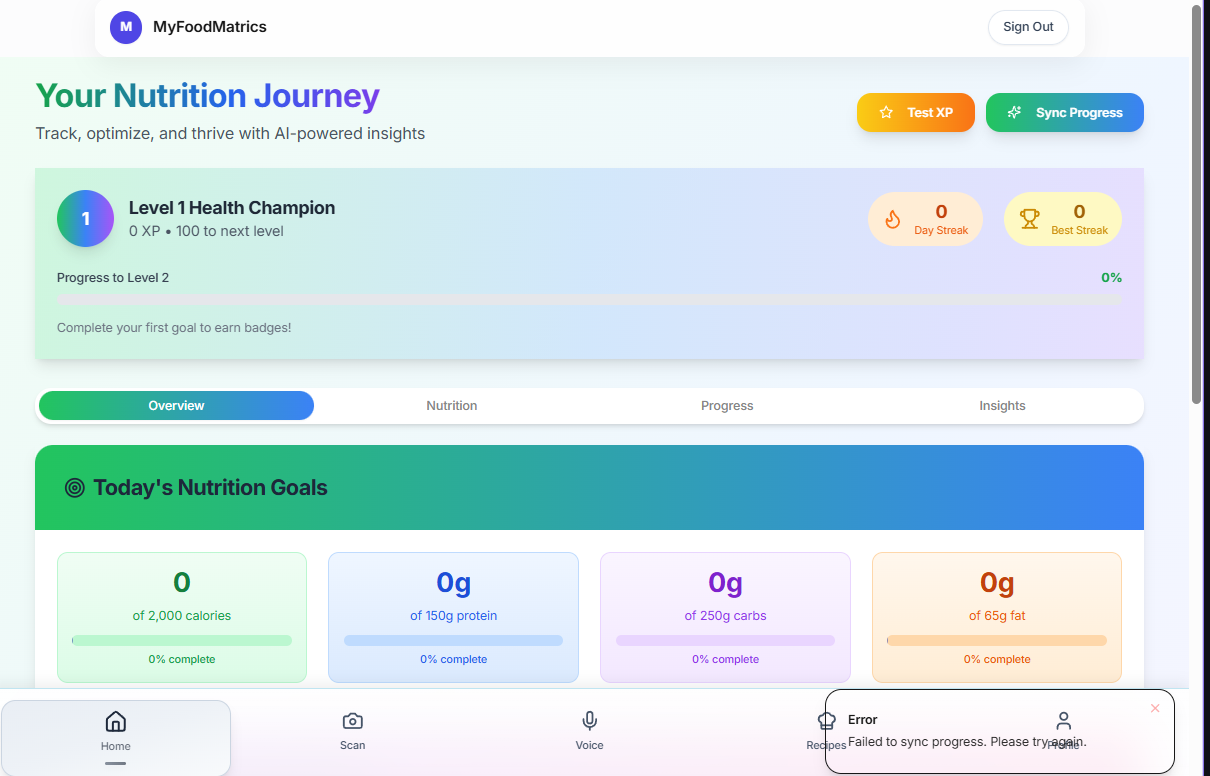 M MyFoodMatrics Sign Out
Your Nutrition Journey
Track, optimize, and thrive with AI-powered insights
Test XP Sync Progress
1
Level 1 Health Champion
0 XP • 100 to next level
0
Day Streak
0
Best Streak
Progress to Level 2 0%
Complete your first goal to earn badges!
Overview Nutrition Progress Insights
Today's Nutrition Goals
0
of 2,000 calories
0% complete
0g
of 150g protein
0% complete
0g
of 250g carbs
0% complete
0g
of 65g fat
0% complete
Home Scan Voice Recipes Profile
Error
Failed to sync progress. Please try again.